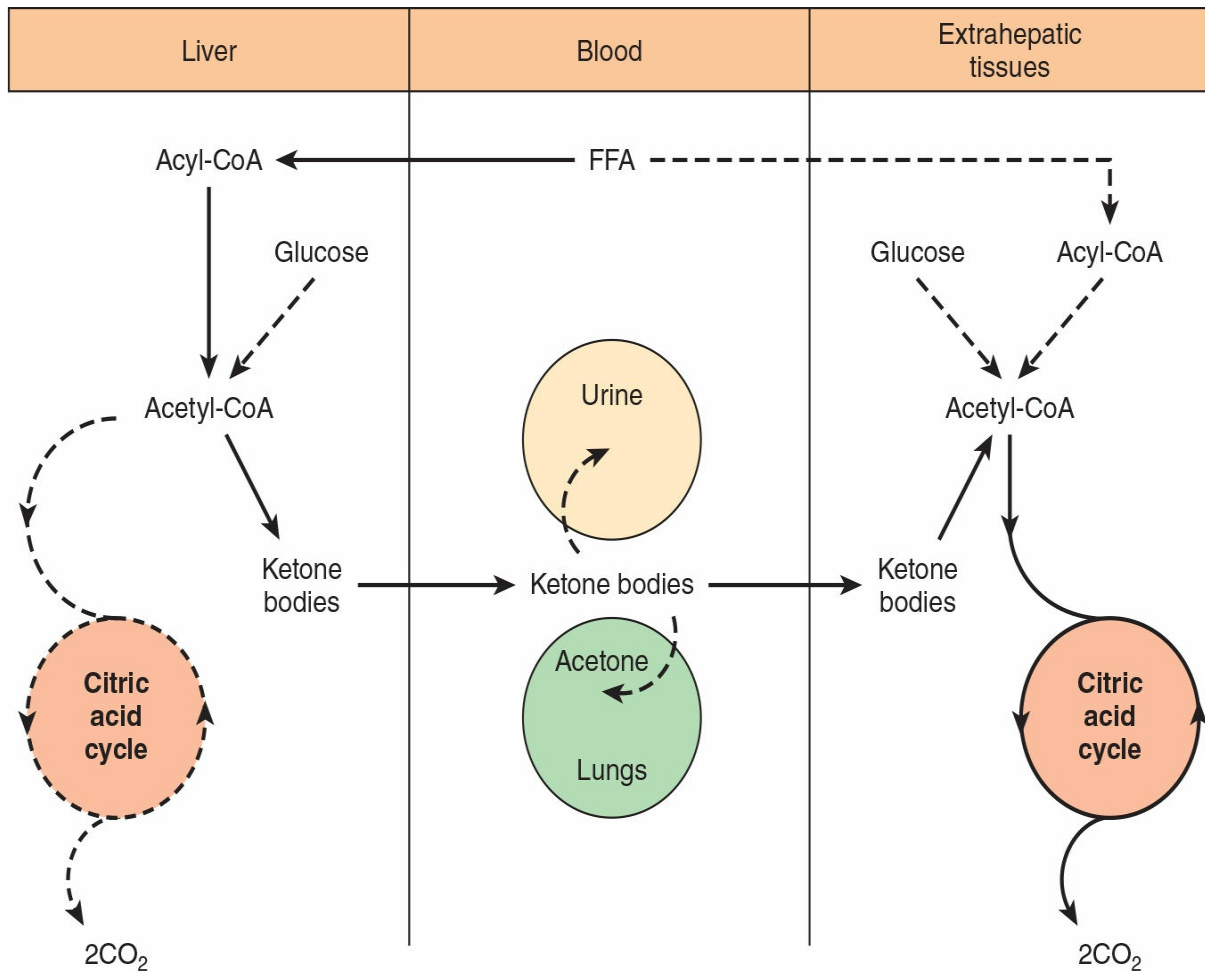 Liver
Blood
Extrahepatic
tissues
Acyl-CoA
FFA
Glucose
Glucose
Acyl-CoA
Acetyl-CoA
Urine
Acetyl-CoA
Ketone
bodies
Ketone bodies
Ketone
bodies
Citric
acid
cycle
Acetone
Lungs
Citric
acid
cycle
2CO₂
2CO₂